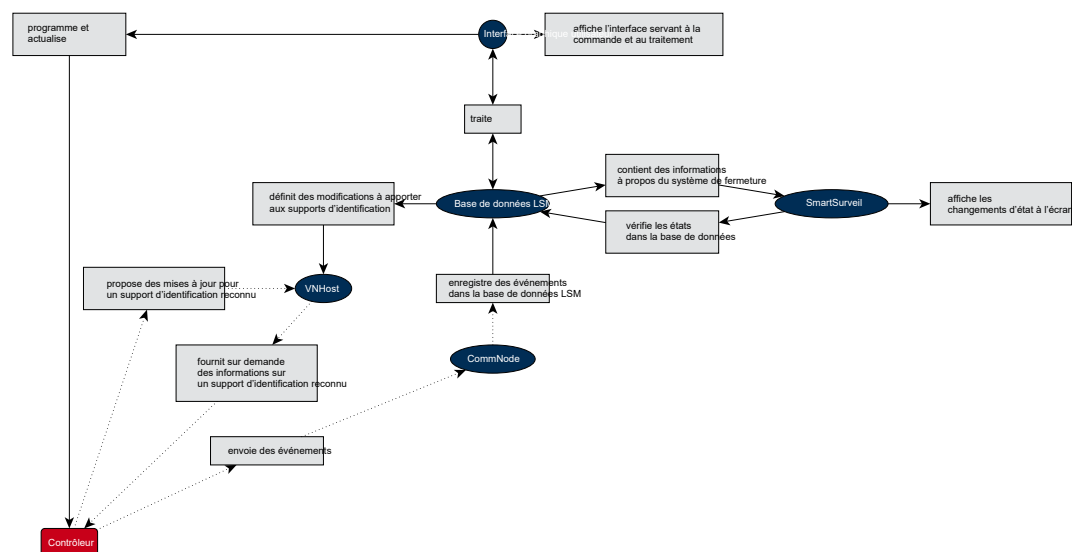 programme et
actualise
Interface graphique
affiche l’interface servant à la
commande et au traitement
traite
contient des informations
à propos du système de fermeture
définit des modifications à apporter
aux supports d’identification
Base de données LSM
SmartSurveil
affiche les
changements d’état à l’écran
vérifie les états
dans la base de données
propose des mises à jour pour
un support d’identification reconnu
VNHost
enregistre des événements
dans la base de données LSM
fournit sur demande
des informations sur
un support d’identification reconnu
CommNode
envoie des événements
Contrôleur